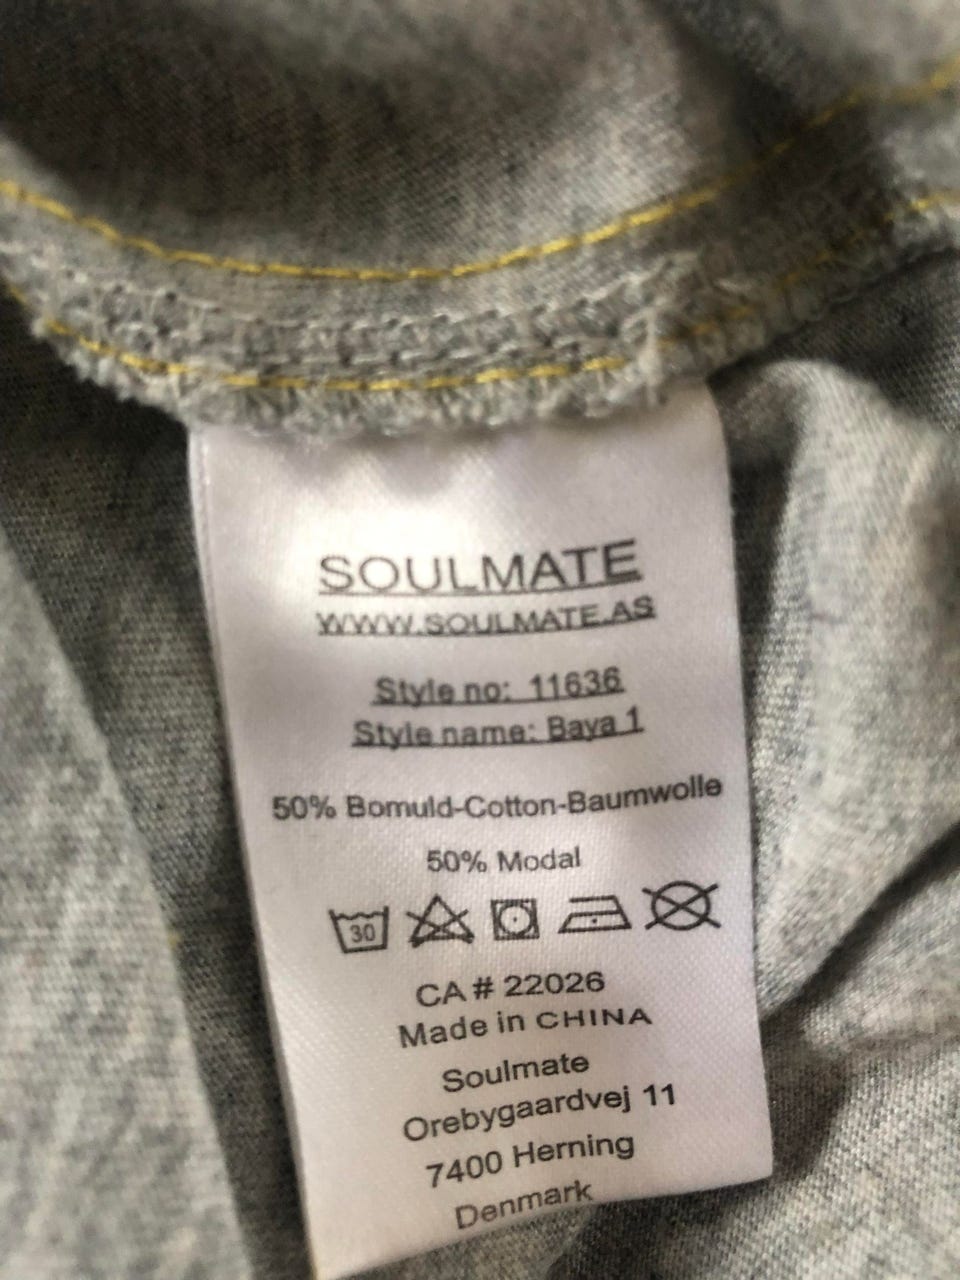 SOULMATE
WWW.SOULMATE.AS
Style no: 11636
Style name: Baya 1
50% Bomuld-Cotton-Baumwolle
50% Modal
30
CA # 22026
Made in CHINA
Soulmate
Orebygaardvej 11
7400 Herning
Denmark